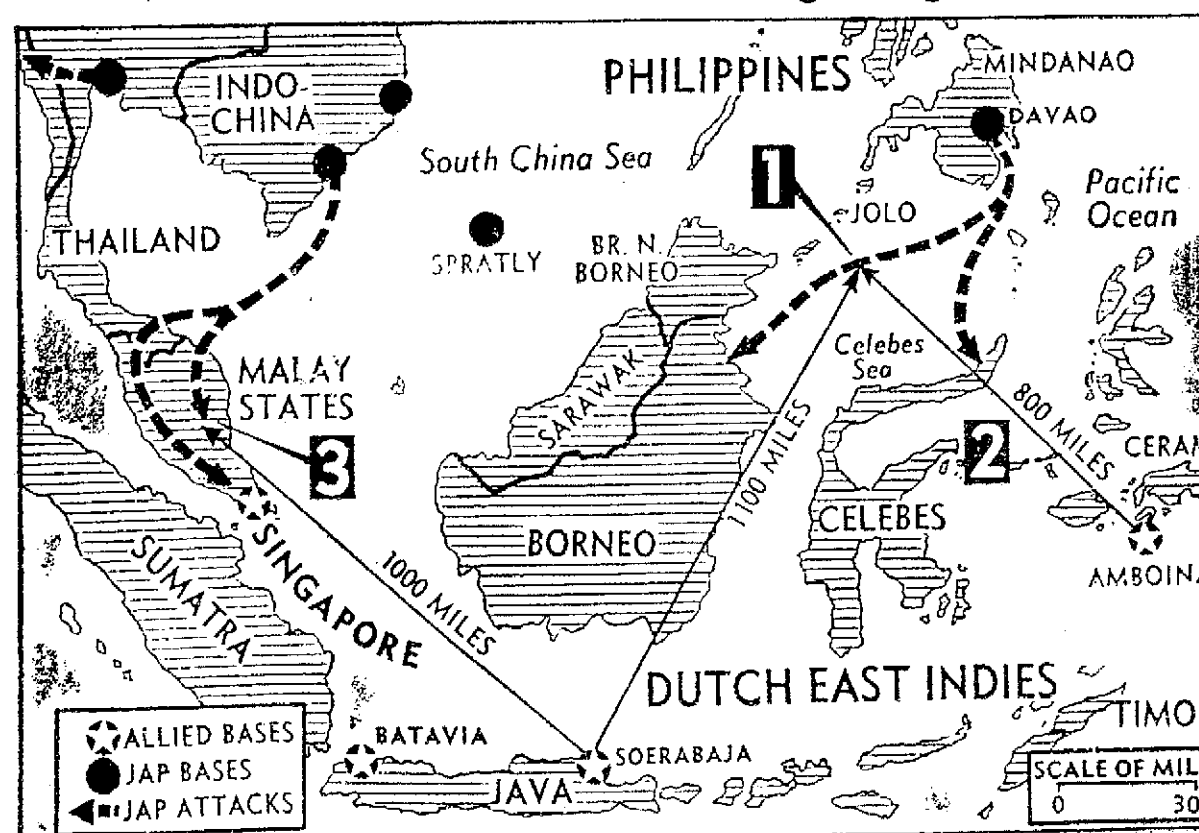 PHILIPPINES
MINDANAO
DAVAO
INDO-
CHINA
South China Sea
1
Pacific
Ocean
JOLO
THAILAND
SPRATLY
BR. N.
BORNEO
MALAY
STATES
3
Celebes
Sea
SARAWAK
1100 MILES
800 MILES
2
CERAM
CELEBES
BORNEO
SINGAPORE
SUMATRA
1000 MILES
AMBOINA
DUTCH EAST INDIES
TIMO
ALLIED BASES
JAP BASES
JAP ATTACKS
BATAVIA
SOERABAJA
JAVA
SCALE OF MIL
0 30